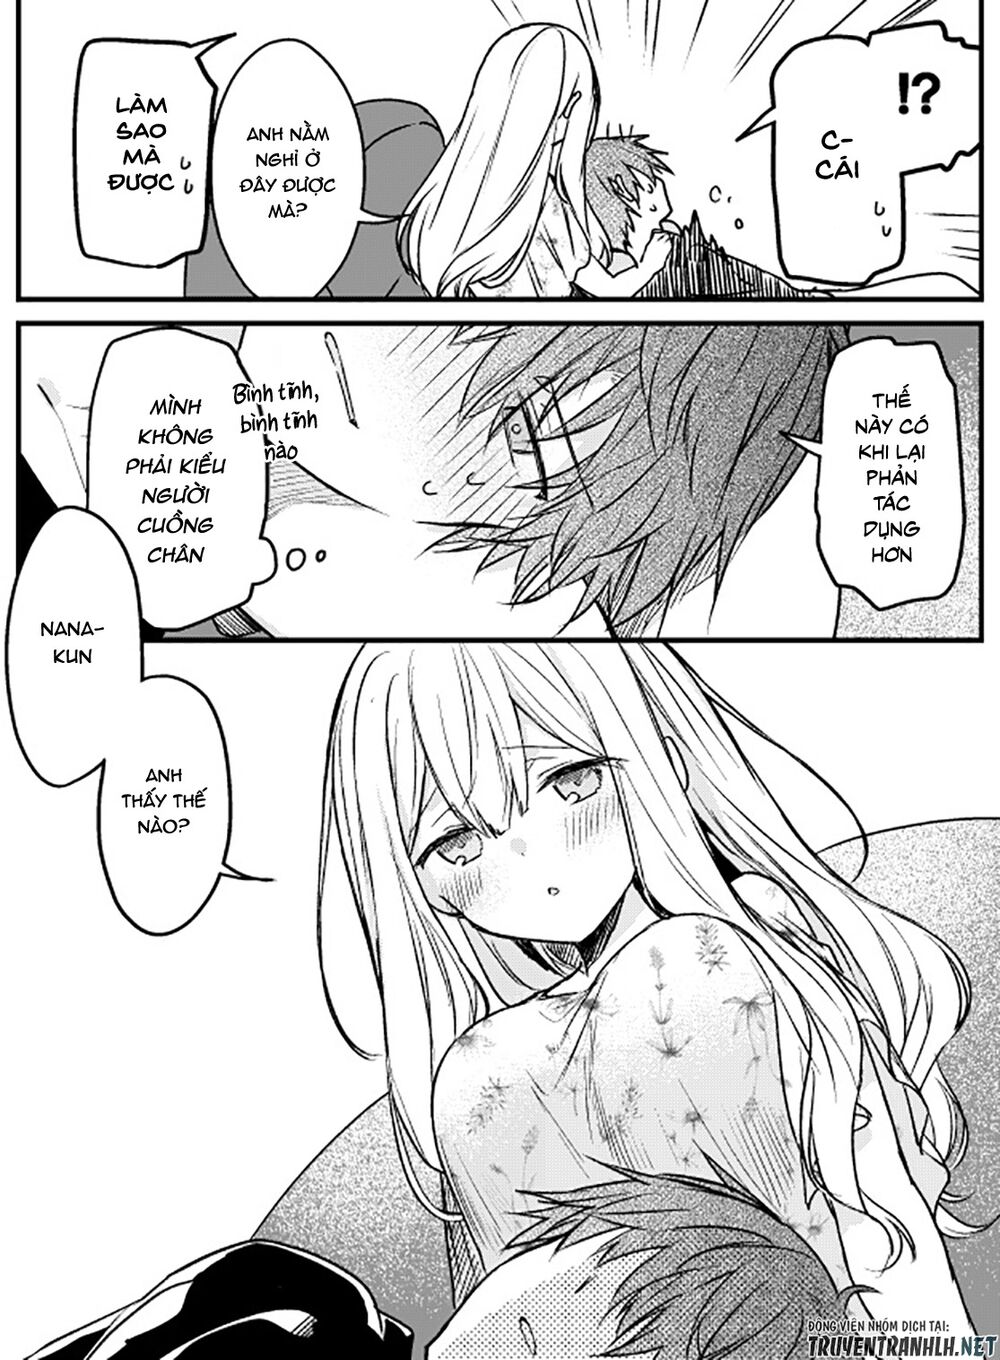 !?
C-
CÁI
ANH NẰM
NGHỈ Ở
ĐÂY ĐƯỢC
MÀ?
LÀM
SAO
MÀ
ĐƯỢC
THẾ
NÀY CÓ
KHI LẠI
PHẢN
TÁC
DỤNG
HƠN
Bình tĩnh,
bình tĩnh
nào
MÌNH
KHÔNG
PHẢI KIỂU
NGƯỜI
CUỒNG
CHÂN
NANA-
KUN
ANH
THẤY THẾ
NÀO?
ĐỘNG VIÊN NHÓM DỊCH TẠI:
TRUYENTRANHLH.NET